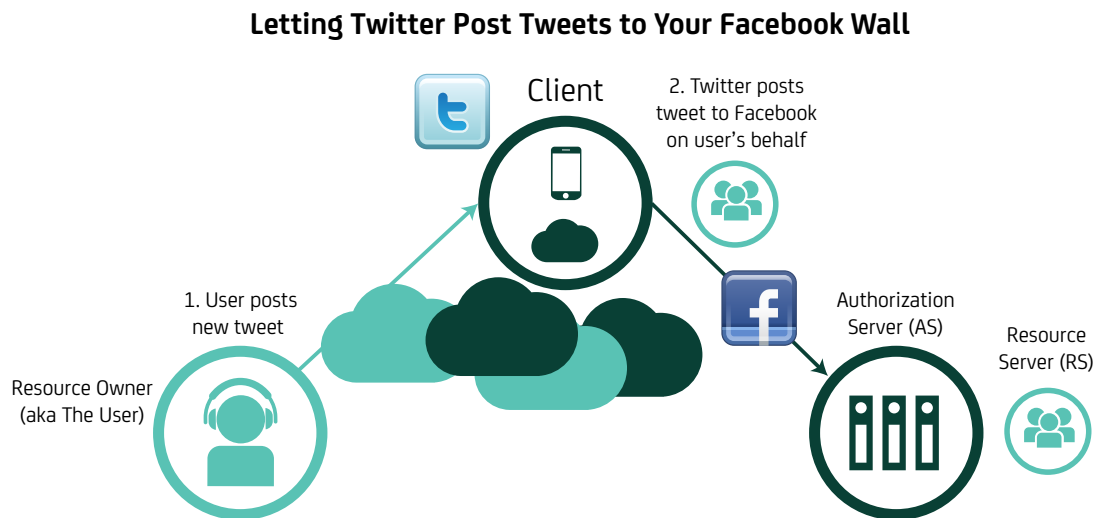 Letting Twitter Post Tweets to Your Facebook Wall
Client
2. Twitter posts
tweet to Facebook
on user’s behalf
1. User posts
new tweet
Resource Owner
(aka The User)
Authorization
Server (AS)
Resource
Server (RS)